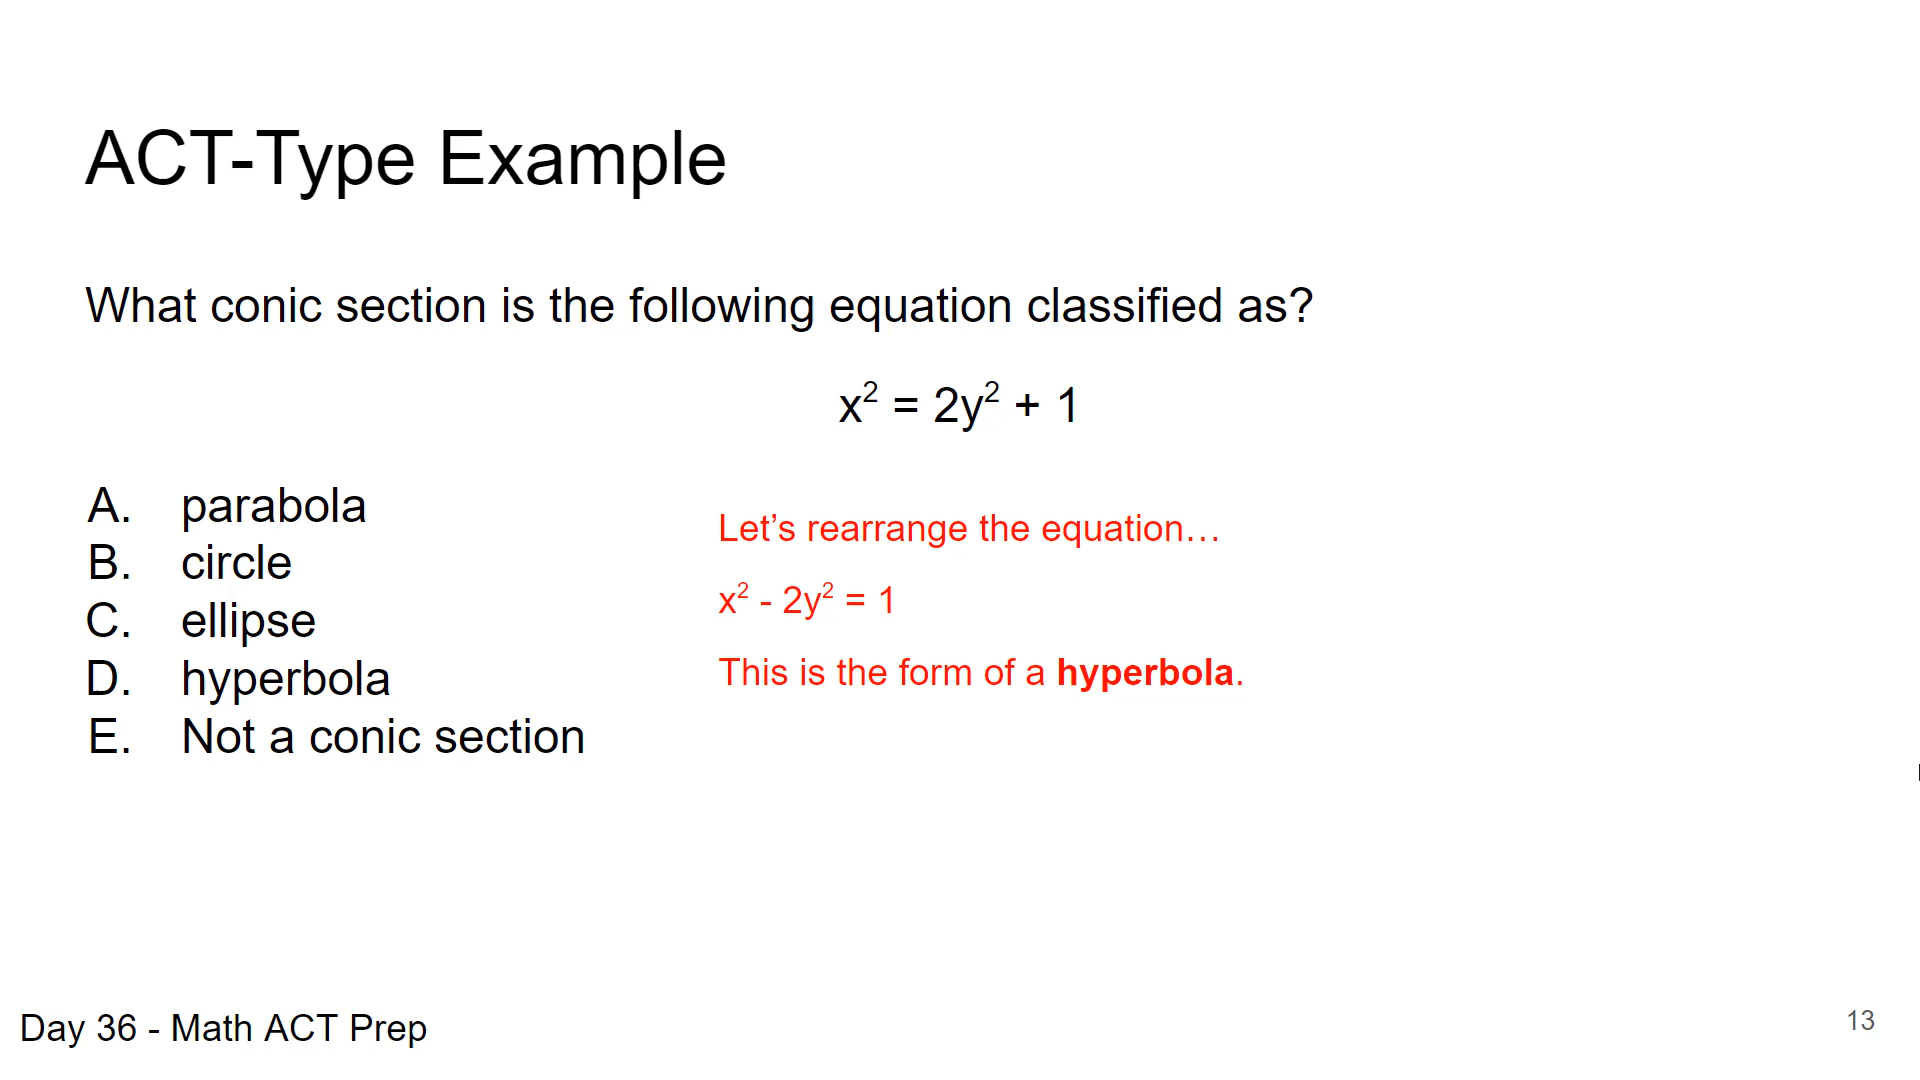 ACT-Type Example
What conic section is the following equation classified as?
x² = 2y² + 1
A. parabola
B. circle
C. ellipse
D. hyperbola
E. Not a conic section
Let’s rearrange the equation…
x² - 2y² = 1
This is the form of a hyperbola.
Day 36 - Math ACT Prep
13